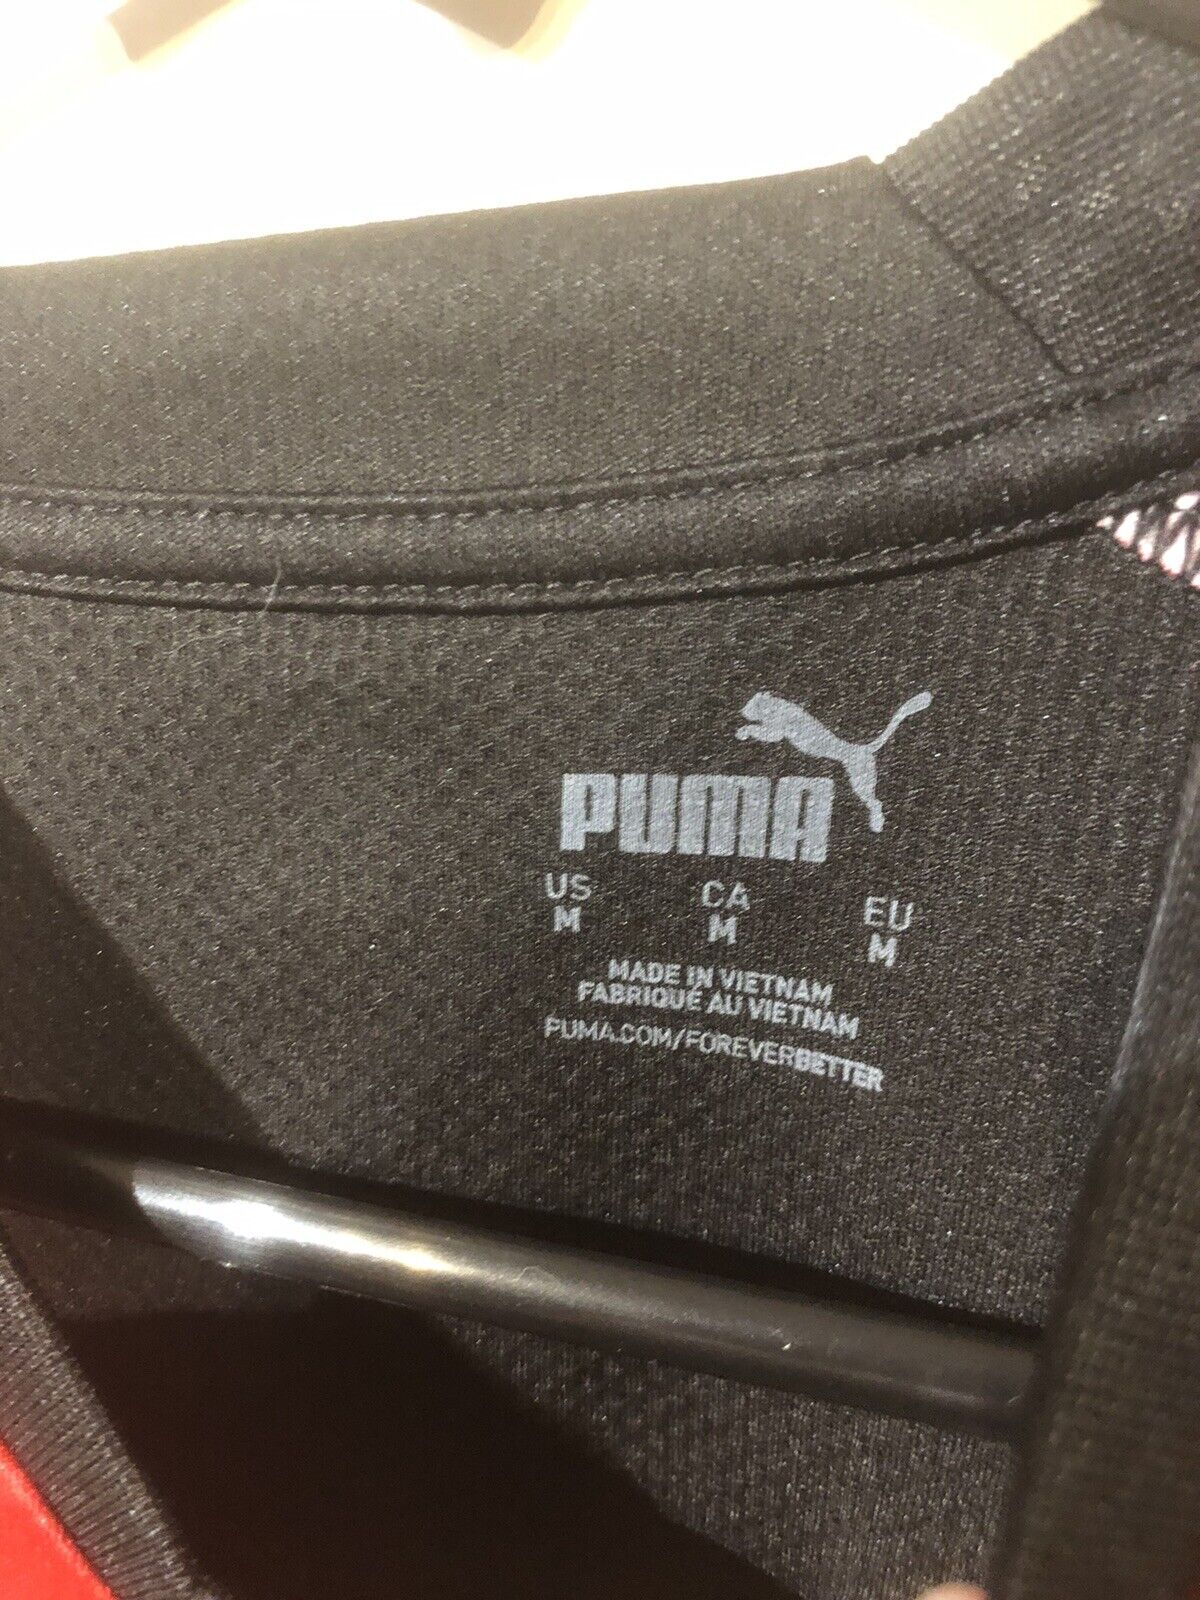 PUMA
US CA EU
M M M
MADE IN VIETNAM
FABRIQUÉ AU VIETNAM
PUMA.COM/FOREVERBETTER